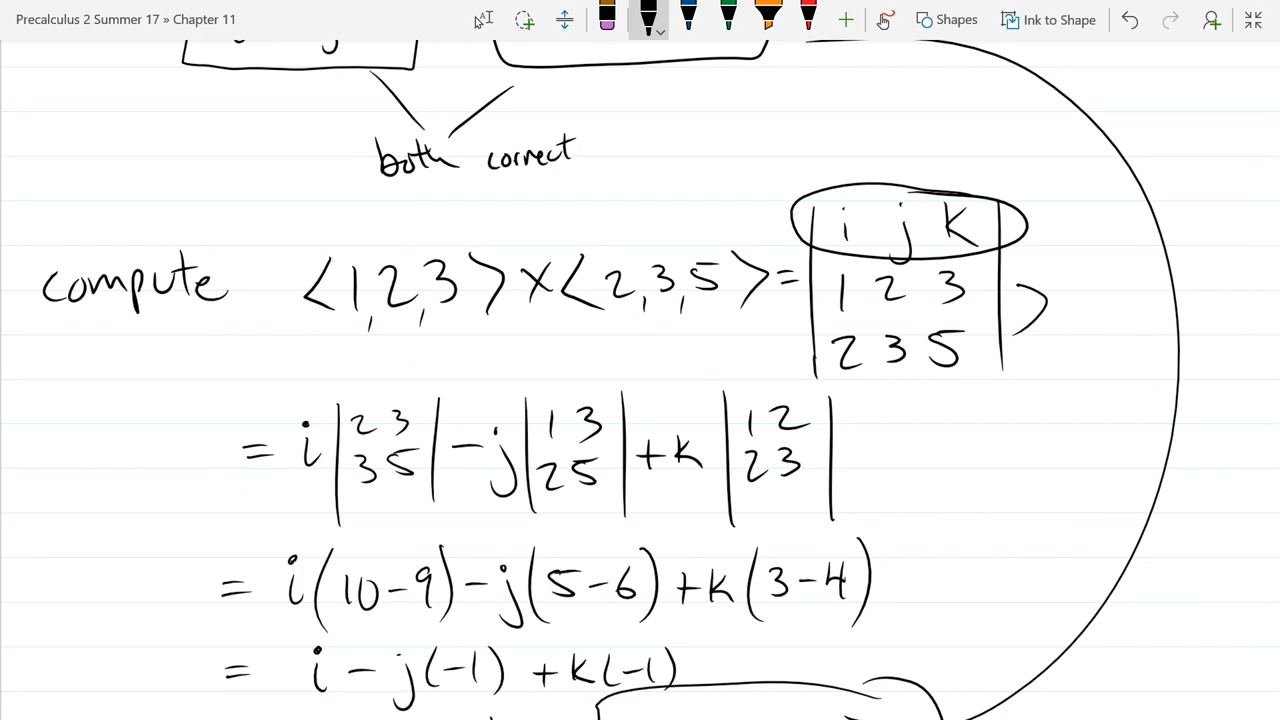 Precalculus 2 Summer 17 » Chapter 11
Shapes
Ink to Shape
both correct
compute <1,2,3> × <2,3,5> = | i j k |
| 1 2 3 |
| 2 3 5 |
= i | 2 3 | - j | 1 3 | + k | 1 2 |
| 3 5 | | 2 5 | | 2 3 |
= i(10-9) - j(5-6) + k(3-4)
= i - j(-1) + k(-1)